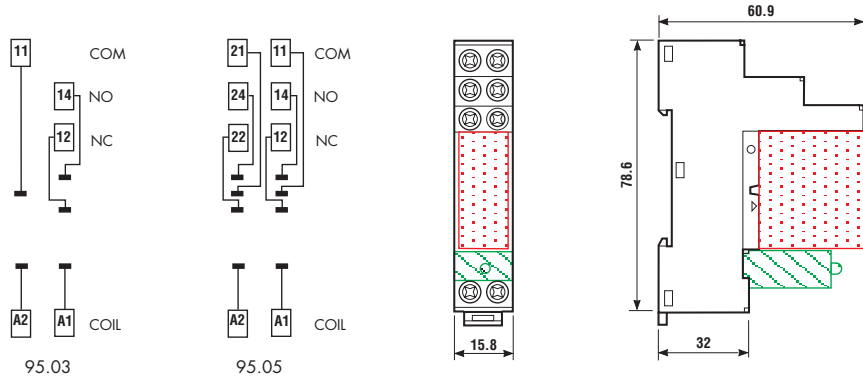 60.9
11 COM 21 11 COM
14 NO 24 14 NO
12 NC 22 12 NC
78.6
A2 A1 COIL A2 A1 COIL
15.8 32
95.03 95.05